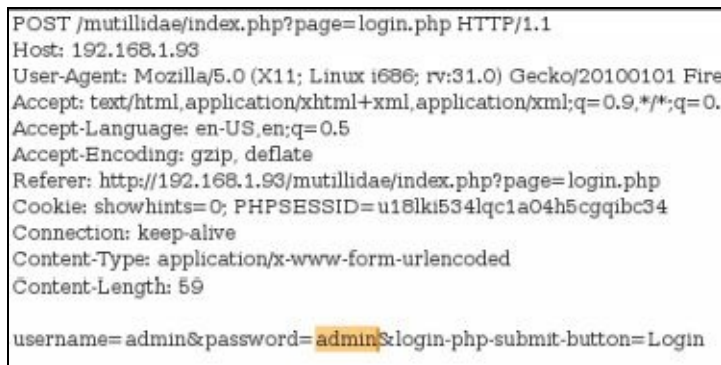 POST /mutillidae/index.php?page=login.php HTTP/1.1
Host: 192.168.1.93
User-Agent: Mozilla/5.0 (X11; Linux i686; rv:31.0) Gecko/20100101 Fire
Accept: text/html,application/xhtml+xml,application/xml;q=0.9,*/*;q=0.
Accept-Language: en-US,en;q=0.5
Accept-Encoding: gzip, deflate
Referer: http://192.168.1.93/mutillidae/index.php?page=login.php
Cookie: showhints=0; PHPSESSID=u18lki534lqc1a04h5cgqibc34
Connection: keep-alive
Content-Type: application/x-www-form-urlencoded
Content-Length: 59
username=admin&password=admin&login-php-submit-button=Login